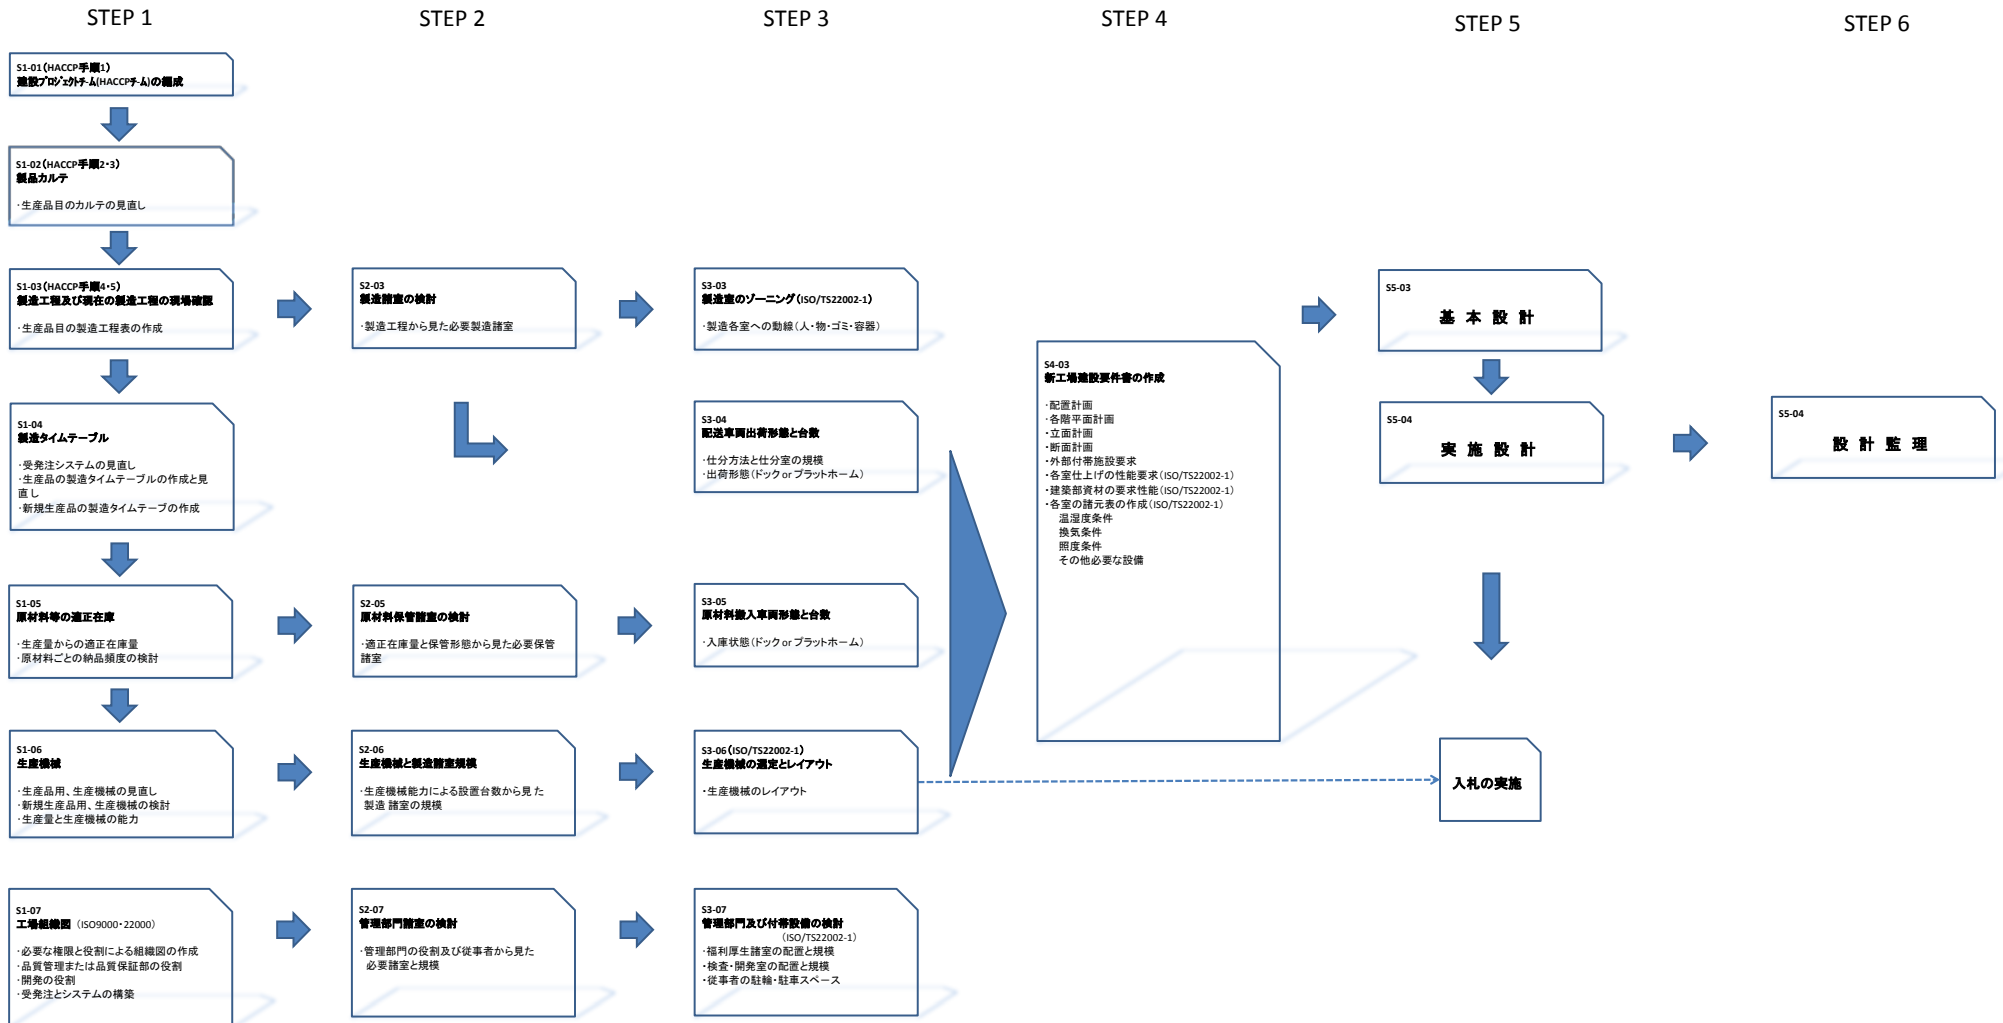 STEP 1
STEP 2
STEP 3
STEP 4
STEP 5
STEP 6
S1-01(HACCP手順1)
建設プロジェクトチーム(HACCPチーム)の編成
S1-02(HACCP手順2・3)
製品カルテ
・生産品目のカルテの見直し
S1-03(HACCP手順4・5)
製造工程及び現在の製造工程の現場確認
・生産品目の製造工程表の作成
S1-04
製造タイムテーブル
・受発注システムの見直し
・生産品の製造タイムテーブルの作成と見
直し
・新規生産品の製造タイムテーブの作成
S1-05
原材料等の適正在庫
・生産量からの適正在庫量
・原材料ごとの納品頻度の検討
S1-06
生産機械
・生産品用、生産機械の見直し
・新規生産品用、生産機械の検討
・生産量と生産機械の能力
S1-07
工場組織図 (ISO9000・22000)
・必要な権限と役割による組織図の作成
・品質管理または品質保証部の役割
・開発の役割
・受発注とシステムの構築
S2-03
製造諸室の検討
・製造工程から見た必要製造諸室
S2-05
原材料保管諸室の検討
・適正在庫量と保管形態から見た必要保管
諸室
S2-06
生産機械と製造諸室規模
・生産機械能力による設置台数から見た
製造 諸室の規模
S2-07
管理部門諸室の検討
・管理部門の役割及び従事者から見た
必要諸室と規模
S3-03
製造室のゾーニング(ISO/TS22002-1)
・製造各室への動線(人・物・ゴミ・容器)
S3-04
配送車両出荷形態と台数
・仕分方法と仕分室の規模
・出荷形態(ドック or プラットホーム)
S3-05
原材料搬入車両形態と台数
・入庫状態(ドック or プラットホーム)
S3-06(ISO/TS22002-1)
生産機械の選定とレイアウト
・生産機械のレイアウト
S3-07
管理部門及び付帯設備の検討
(ISO/TS22002-1)
・福利厚生諸室の配置と規模
・検査・開発室の配置と規模
・従事者の駐輪・駐車スペース
S4-03
新工場建設要件書の作成
・配置計画
・各階平面計画
・立面計画
・断面計画
・外部付帯施設要求
・各室仕上げの性能要求(ISO/TS22002-1)
・建築部資材の要求性能(ISO/TS22002-1)
・各室の諸元表の作成(ISO/TS22002-1)
温湿度条件
換気条件
照度条件
その他必要な設備
S5-03
基 本 設 計
S5-04
実 施 設 計
入札の実施
S5-04
設 計 監 理